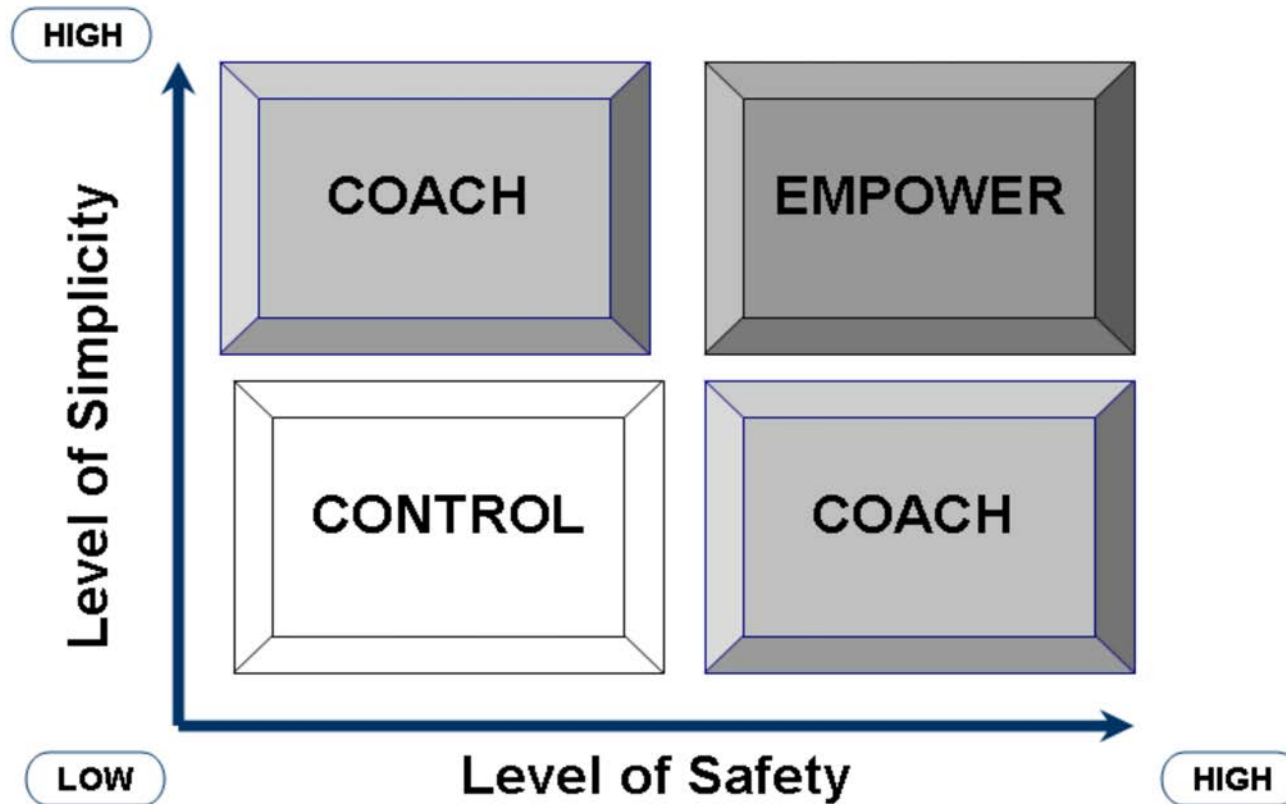 HIGH
COACH
EMPOWER
Level of Simplicity
CONTROL
COACH
LOW
Level of Safety
HIGH